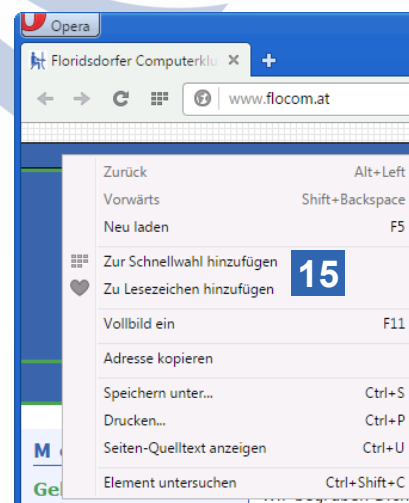 Opera
Floridsdorfer Computerklu
www.flocom.at
Zurück Alt+Left
Vorwärts Shift+Backspace
Neu laden F5
Zur Schnellwahl hinzufügen
15
Zu Lesezeichen hinzufügen
Vollbild ein F11
Adresse kopieren
Speichern unter... Ctrl+S
Drucken... Ctrl+P
Seiten-Quelltext anzeigen Ctrl+U
M
Element untersuchen Ctrl+Shift+C
Gel